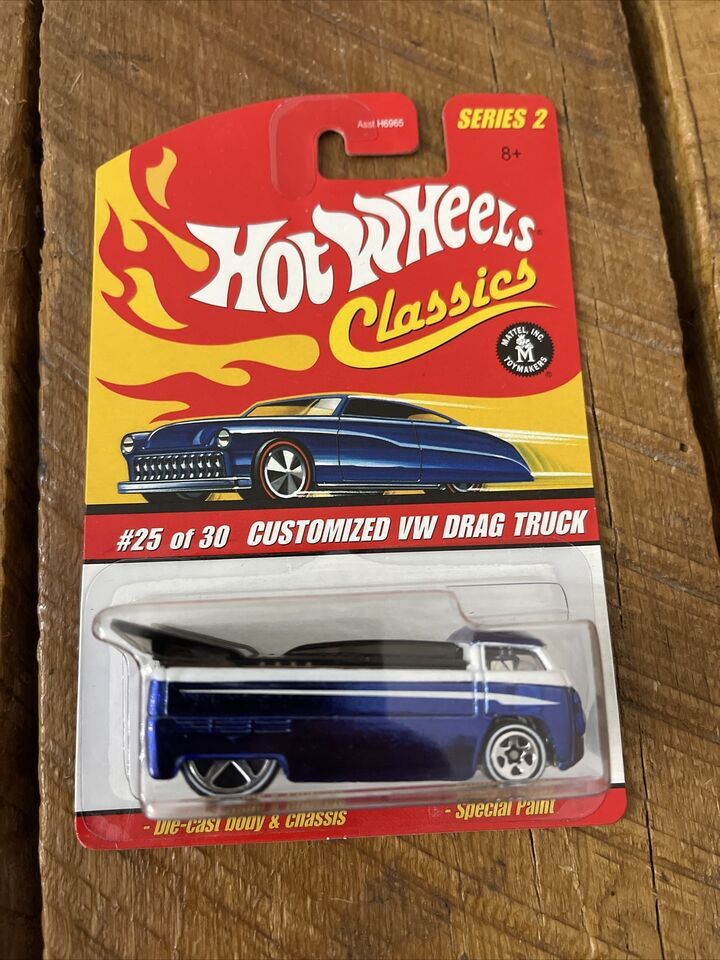 Asst. H6965
SERIES 2
8+
Hot Wheels
Classics
MATTEL, INC.
M
TOYMAKERS
#25 of 30 CUSTOMIZED VW DRAG TRUCK
- Die-cast body & chassis
- Special Paint